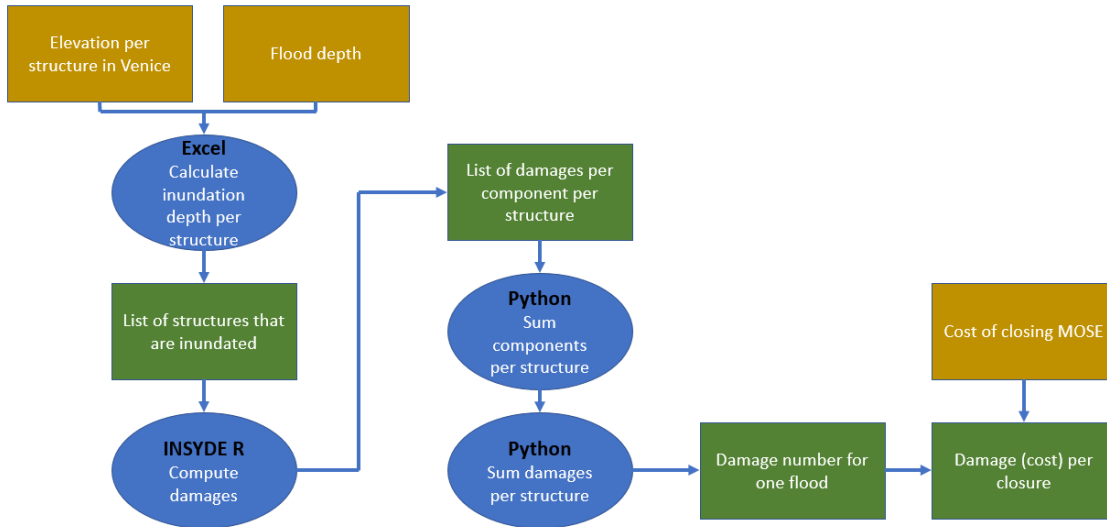 Elevation per
structure in Venice
Flood depth
Excel
Calculate
inundation
depth per
structure
List of structures that
are inundated
INSYDE R
Compute
damages
List of damages per
component per
structure
Python
Sum
components
per structure
Python
Sum damages
per structure
Damage number for
one flood
Cost of closing MOSE
Damage (cost) per
closure